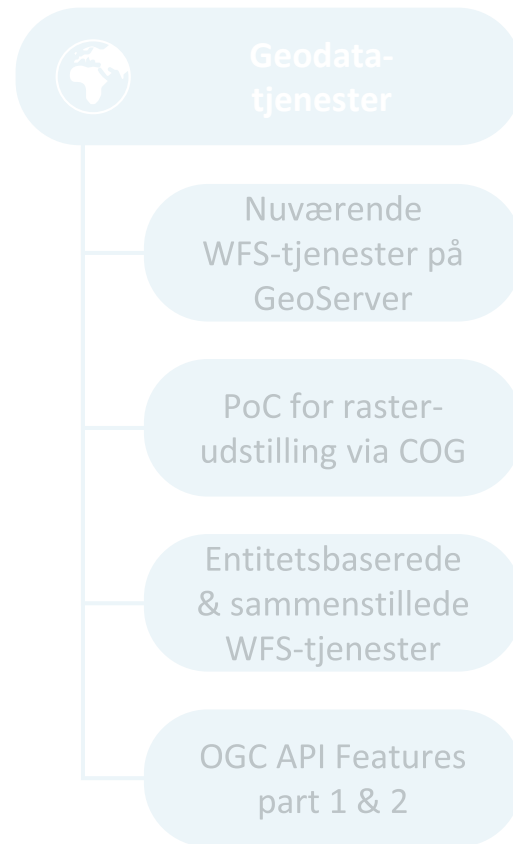 Geodata-
tjenester
Nuværende
WFS-tjenester på
GeoServer
PoC for raster-
udstilling via COG
Entitetsbaserede
& sammenstillede
WFS-tjenester
OGC API Features
part 1 & 2